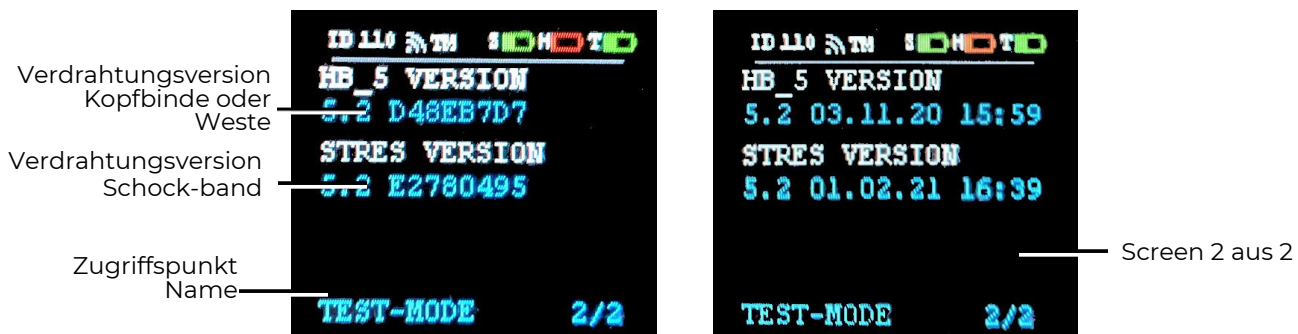 Verdrahtungsversion
Kopfbinde oder
Weste
Verdrahtungsversion
Schock-band
Zugriffspunkt
Name
ID 110 TM S H T
HB_5 VERSION
5.2 D48EB7D7
STRES VERSION
5.2 E2780495
TEST-MODE 2/2
ID 110 TM S H T
HB_5 VERSION
5.2 03.11.20 15:59
STRES VERSION
5.2 01.02.21 16:39
TEST-MODE 2/2
Screen 2 aus 2